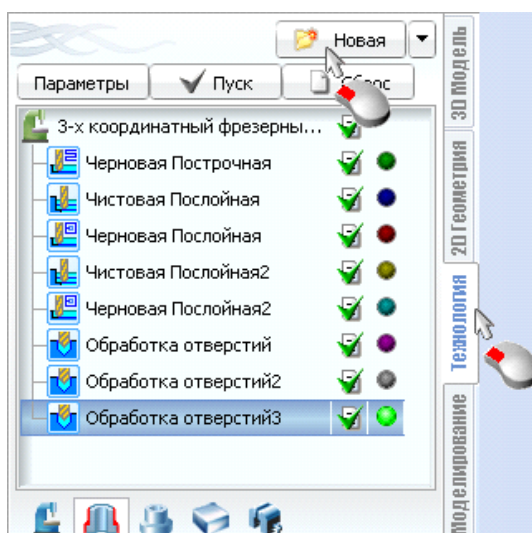 Новая
Параметры
Пуск
Сброс
3-х координатный фрезерны...
Черновая Построчная
Чистовая Послойная
Черновая Послойная
Чистовая Послойная2
Черновая Послойная2
Обработка отверстий
Обработка отверстий2
Обработка отверстий3
3D Модель
2D Геометрия
Технология
Моделирование